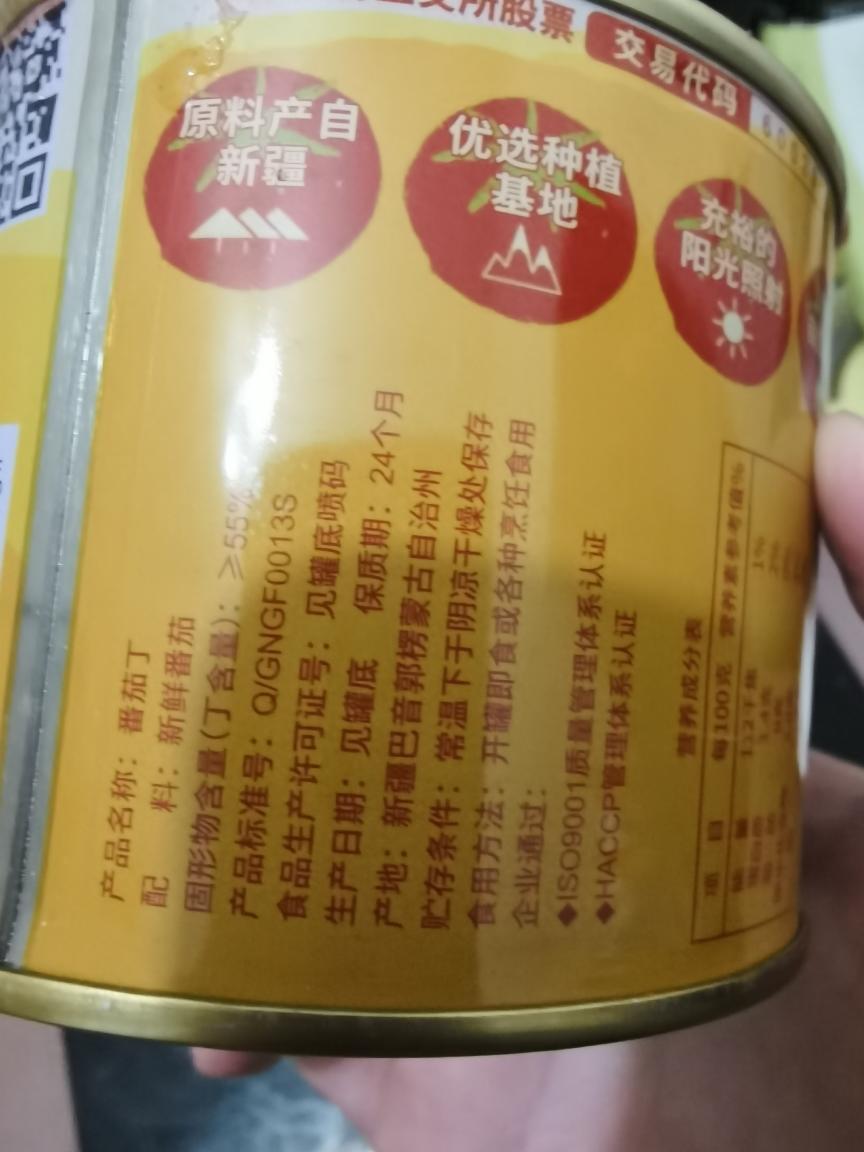 交所股票
交易代码
原料产自
新疆
优选种植
基地
充裕的
阳光照射
产品名称：番茄丁
配 料：新鲜番茄
固形物含量(丁含量)：≥55%
产品标准号：Q/GNGF0013S
食品生产许可证号：见罐底喷码
生产日期：见罐底 保质期：24个月
产地：新疆巴音郭楞蒙古自治州
贮存条件：常温下于阴凉干燥处保存
食用方法：开罐即食或各种烹饪食用
企业通过：
◆ISO9001质量管理体系认证
◆HACCP管理体系认证
营养成分表
项 目 每100克 营养素参考值%
1%